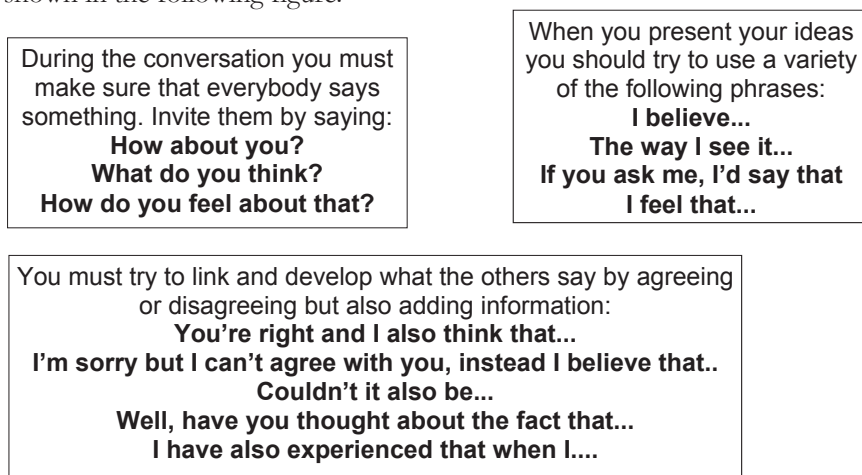 shown in the following figure.
During the conversation you must
make sure that everybody says
something. Invite them by saying:
How about you?
What do you think?
How do you feel about that?
When you present your ideas
you should try to use a variety
of the following phrases:
I believe...
The way I see it...
If you ask me, I’d say that
I feel that...
You must try to link and develop what the others say by agreeing
or disagreeing but also adding information:
You’re right and I also think that...
I’m sorry but I can’t agree with you, instead I believe that..
Couldn’t it also be...
Well, have you thought about the fact that...
I have also experienced that when I....